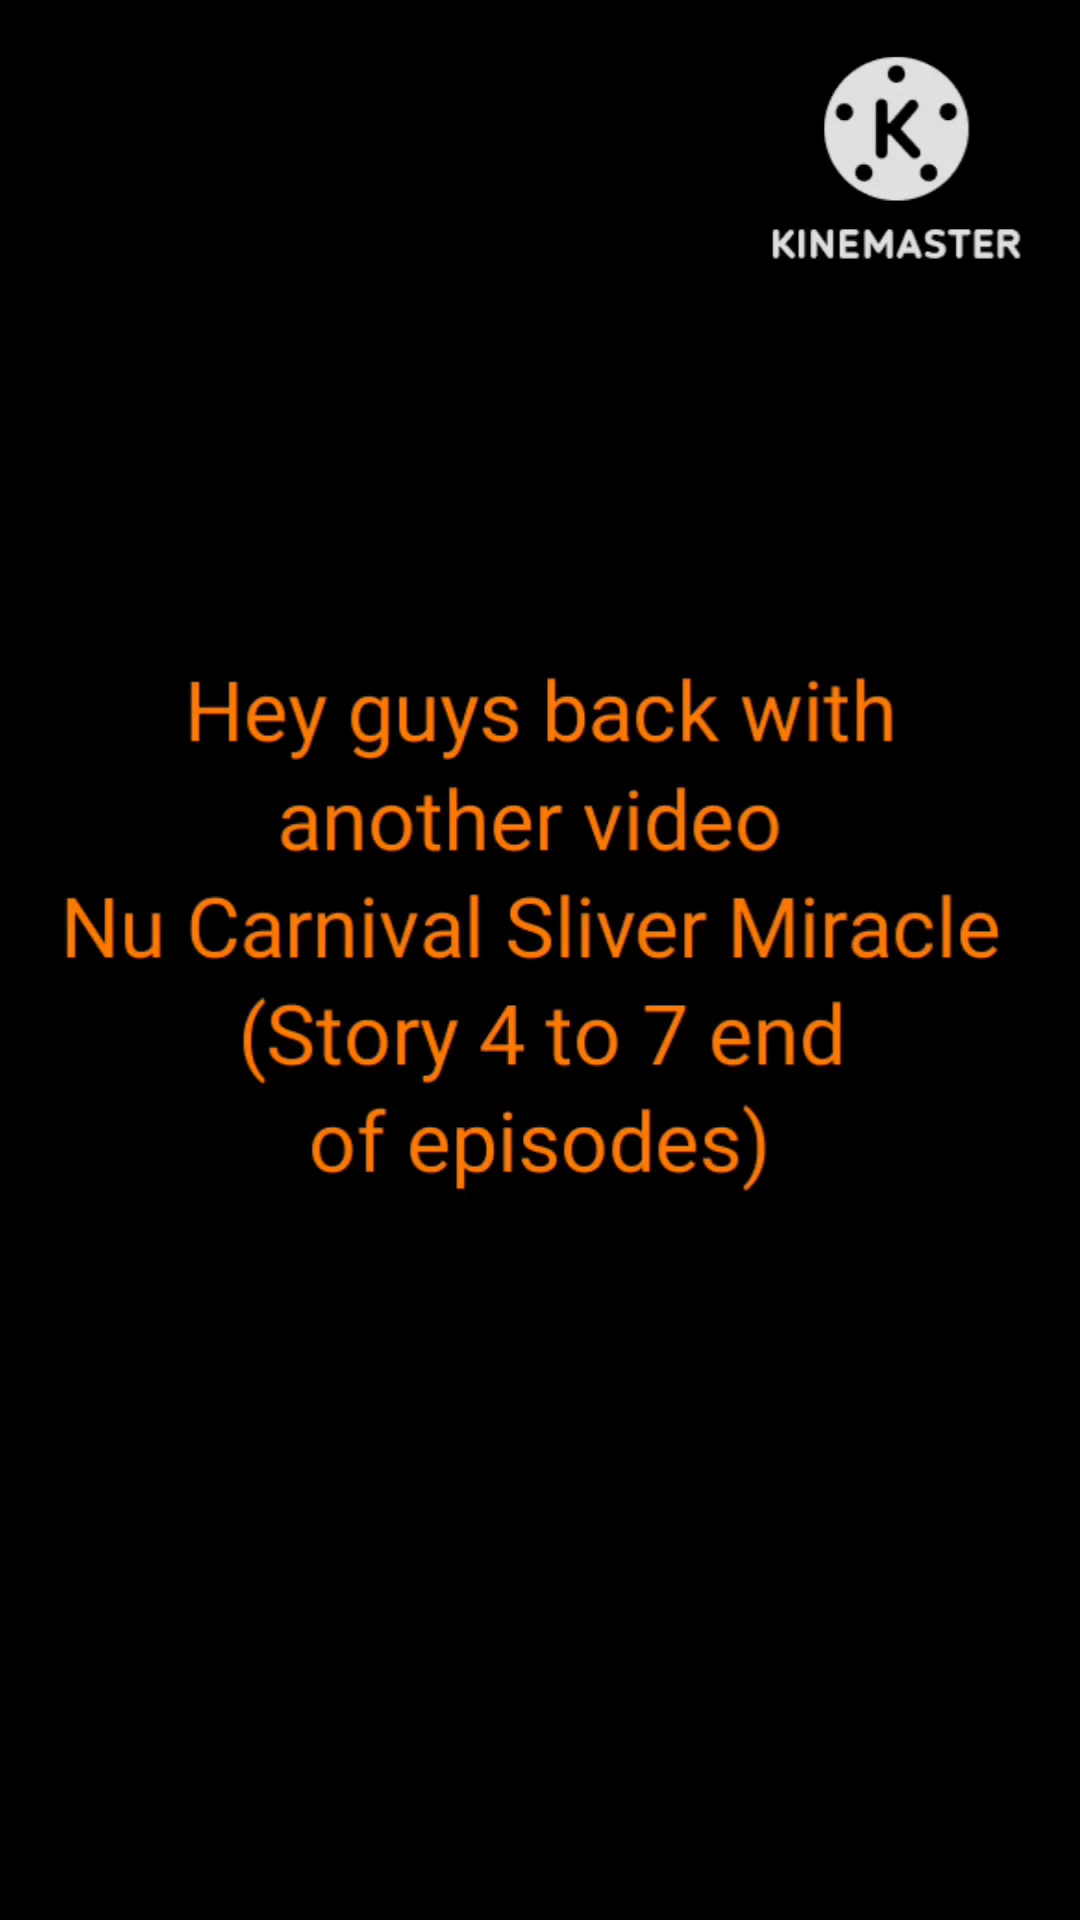 K
KINEMASTER
Hey guys back with
another video
Nu Carnival Sliver Miracle
(Story 4 to 7 end
of episodes)